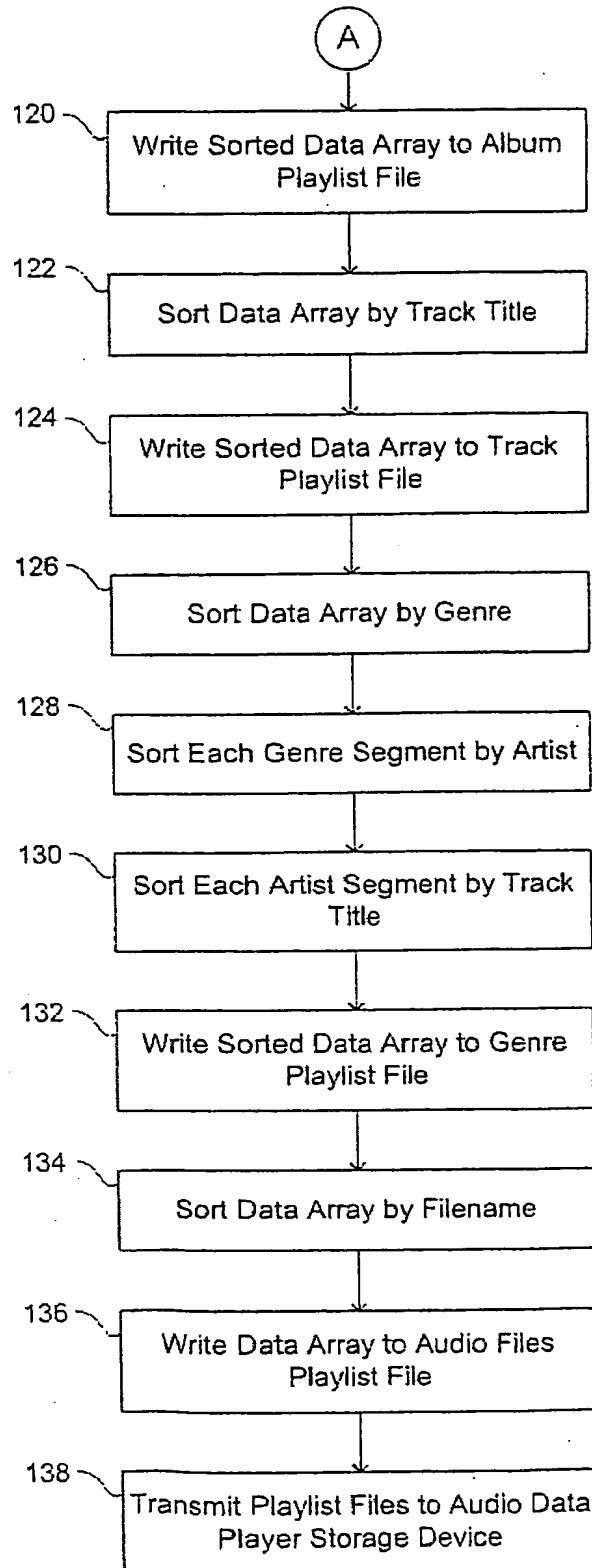 A
120
Write Sorted Data Array to Album
Playlist File
122
Sort Data Array by Track Title
124
Write Sorted Data Array to Track
Playlist File
126
Sort Data Array by Genre
128
Sort Each Genre Segment by Artist
130
Sort Each Artist Segment by Track
Title
132
Write Sorted Data Array to Genre
Playlist File
134
Sort Data Array by Filename
136
Write Data Array to Audio Files
Playlist File
138
Transmit Playlist Files to Audio Data
Player Storage Device